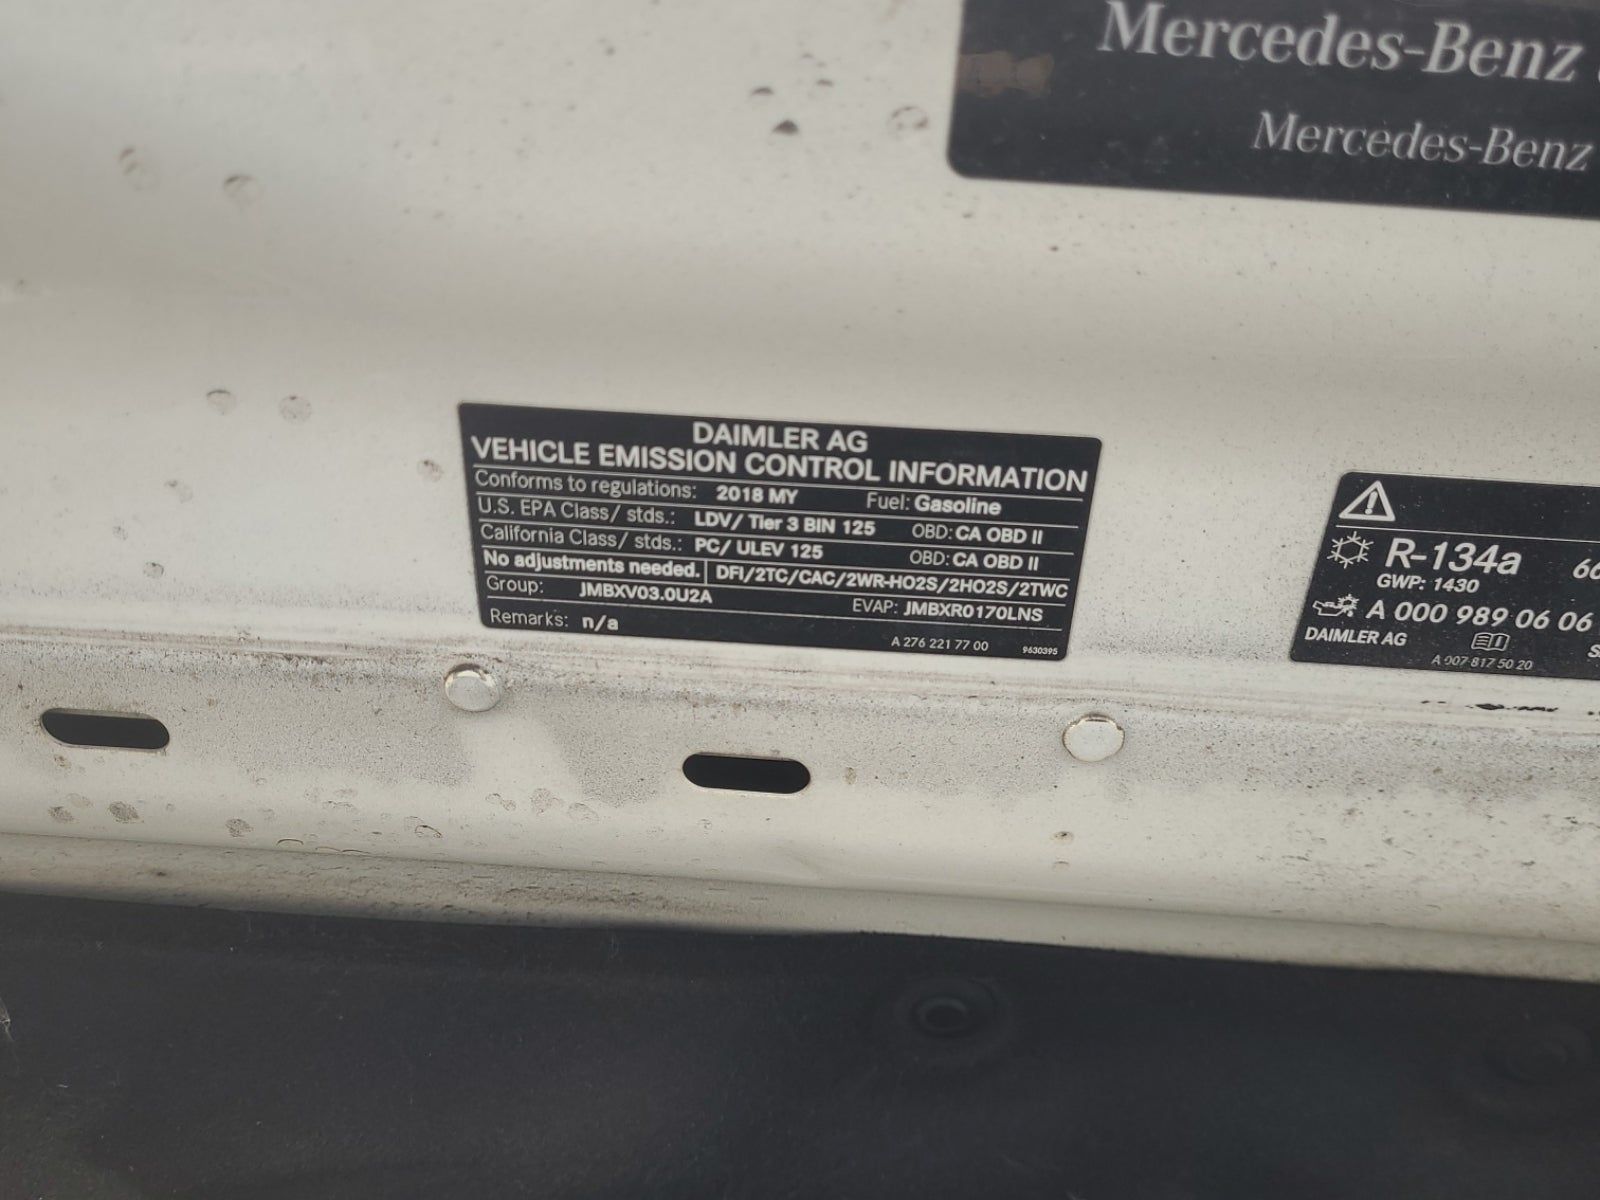 Mercedes-Benz
Mercedes-Benz
DAIMLER AG
VEHICLE EMISSION CONTROL INFORMATION
Conforms to regulations: 2018 MY Fuel: Gasoline
U.S. EPA Class/ stds.: LDV/ Tier 3 BIN 125 OBD: CA OBD II
California Class/ stds.: PC/ ULEV 125 OBD: CA OBD II
No adjustments needed. DFI/2TC/CAC/2WR-HO2S/2HO2S/2TWC
Group: JMBXV03.0U2A EVAP: JMBXR0170LNS
Remarks: n/a
A 276 221 77 00 9630395
R-134a 66
GWP: 1430
A 000 989 06 06
DAIMLER AG
A 007 817 50 20